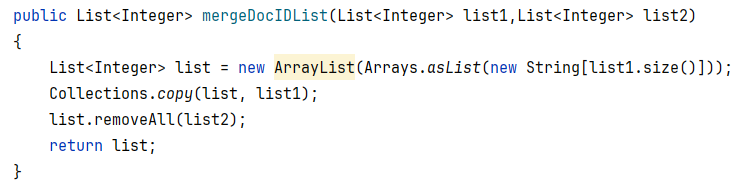 public List<Integer> mergeDocIDList(List<Integer> list1,List<Integer> list2)
{
    List<Integer> list = new ArrayList(Arrays.asList(new String[list1.size()]));
    Collections.copy(list, list1);
    list.removeAll(list2);
    return list;
}